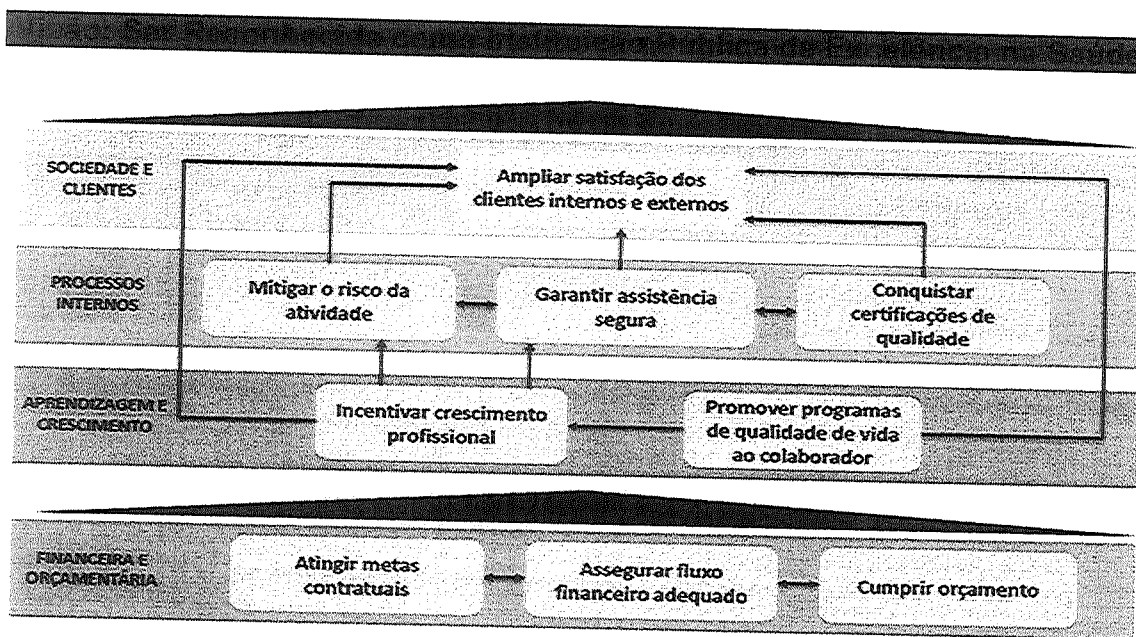 SOCIEDADE E
CLIENTES
Ampliar satisfação dos
clientes internos e externos
PROCESSOS
INTERNOS
Mitigar o risco da
atividade
Garantir assistência
segura
Conquistar
certificações de
qualidade
APRENDIZAGEM E
CRESCIMENTO
Incentivar crescimento
profissional
Promover programas
de qualidade de vida
ao colaborador
FINANCEIRA E
ORÇAMENTÁRIA
Atingir metas
contratuais
Assegurar fluxo
financeiro adequado
Cumprir orçamento